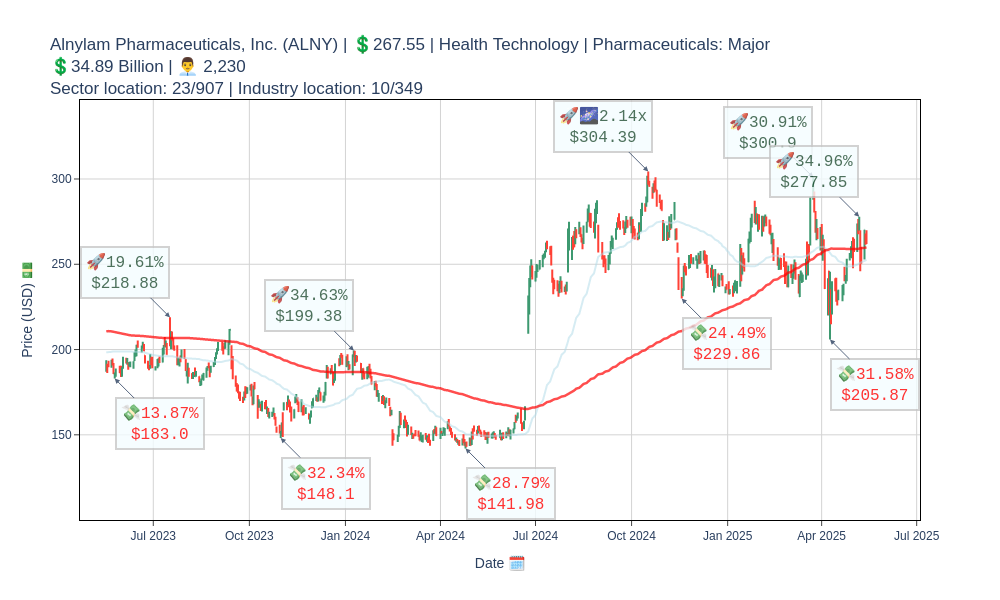 Alnylam Pharmaceuticals, Inc. (ALNY) | 💲267.55 | Health Technology | Pharmaceuticals: Major
💲34.89 Billion | 👨‍💼 2,230
Sector location: 23/907 | Industry location: 10/349
🚀🌌2.14x
$304.39
🚀30.91%
$300.9
🚀34.96%
$277.85
🚀19.61%
$218.88
🚀34.63%
$199.38
💸24.49%
$229.86
💸31.58%
$205.87
💸13.87%
$183.0
💸32.34%
$148.1
💸28.79%
$141.98
300
250
200
150
Price (USD) 💵
Jul 2023
Oct 2023
Jan 2024
Apr 2024
Jul 2024
Oct 2024
Jan 2025
Apr 2025
Jul 2025
Date 🗓️